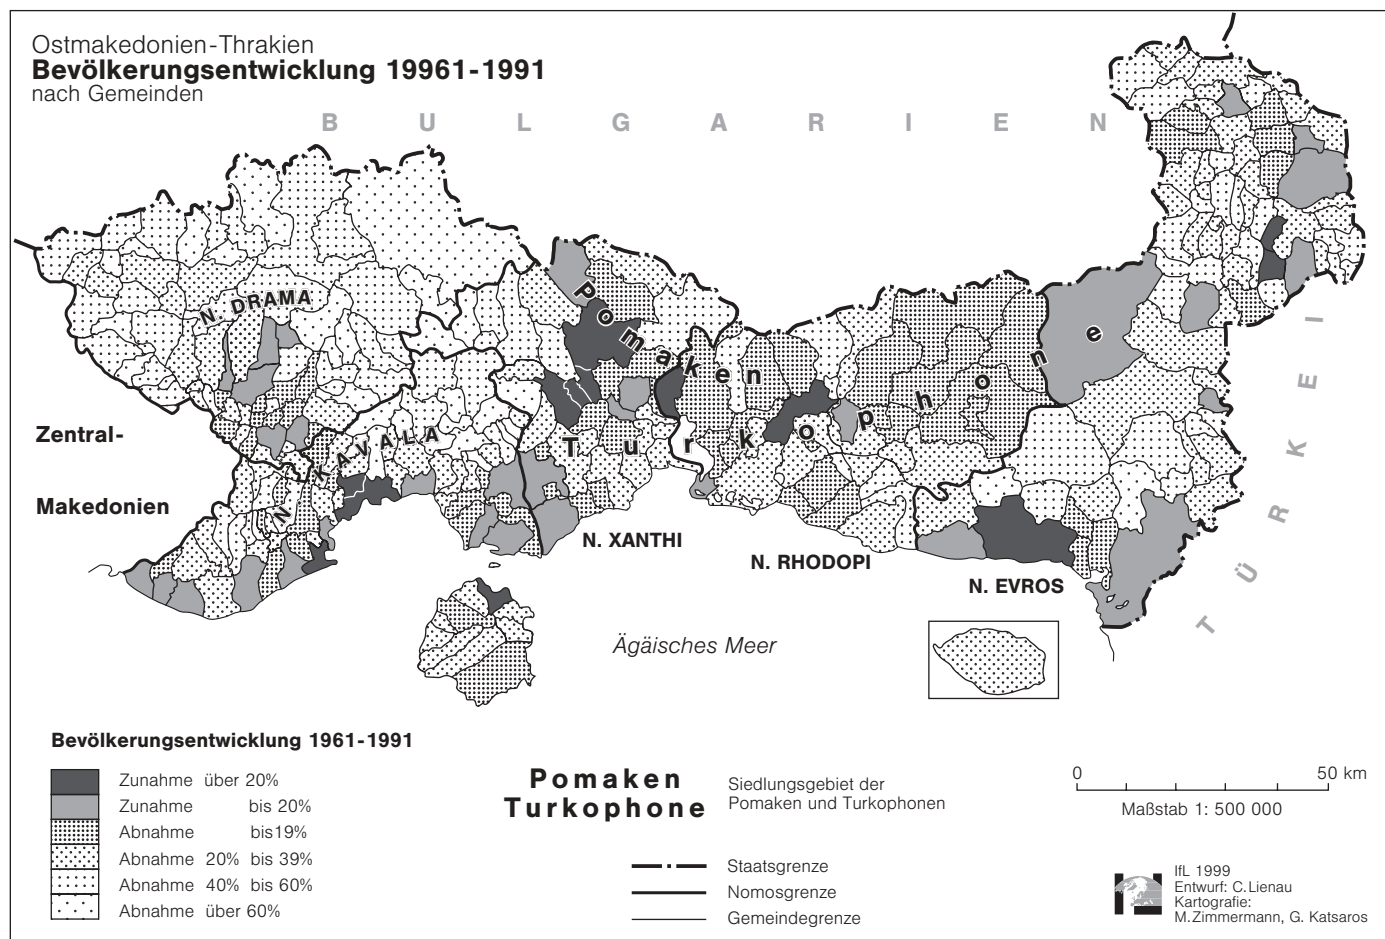 Ostmakedonien-Thrakien
Bevölkerungsentwicklung 19961-1991
nach Gemeinden
BULGARIEN
N. DRAMA
Pomaken
Turkophone
N. KAVALA
Zentral-
Makedonien
N. XANTHI
N. RHODOPI
N. EVROS
TÜRKEI
Ägäisches Meer
Bevölkerungsentwicklung 1961-1991
Zunahme über 20%
Zunahme bis 20%
Abnahme bis19%
Abnahme 20% bis 39%
Abnahme 40% bis 60%
Abnahme über 60%
Pomaken
Turkophone
Siedlungsgebiet der
Pomaken und Turkophonen
Staatsgrenze
Nomosgrenze
Gemeindegrenze
0 50 km
Maßstab 1: 500 000
IfL 1999
Entwurf: C. Lienau
Kartografie:
M.Zimmermann, G. Katsaros